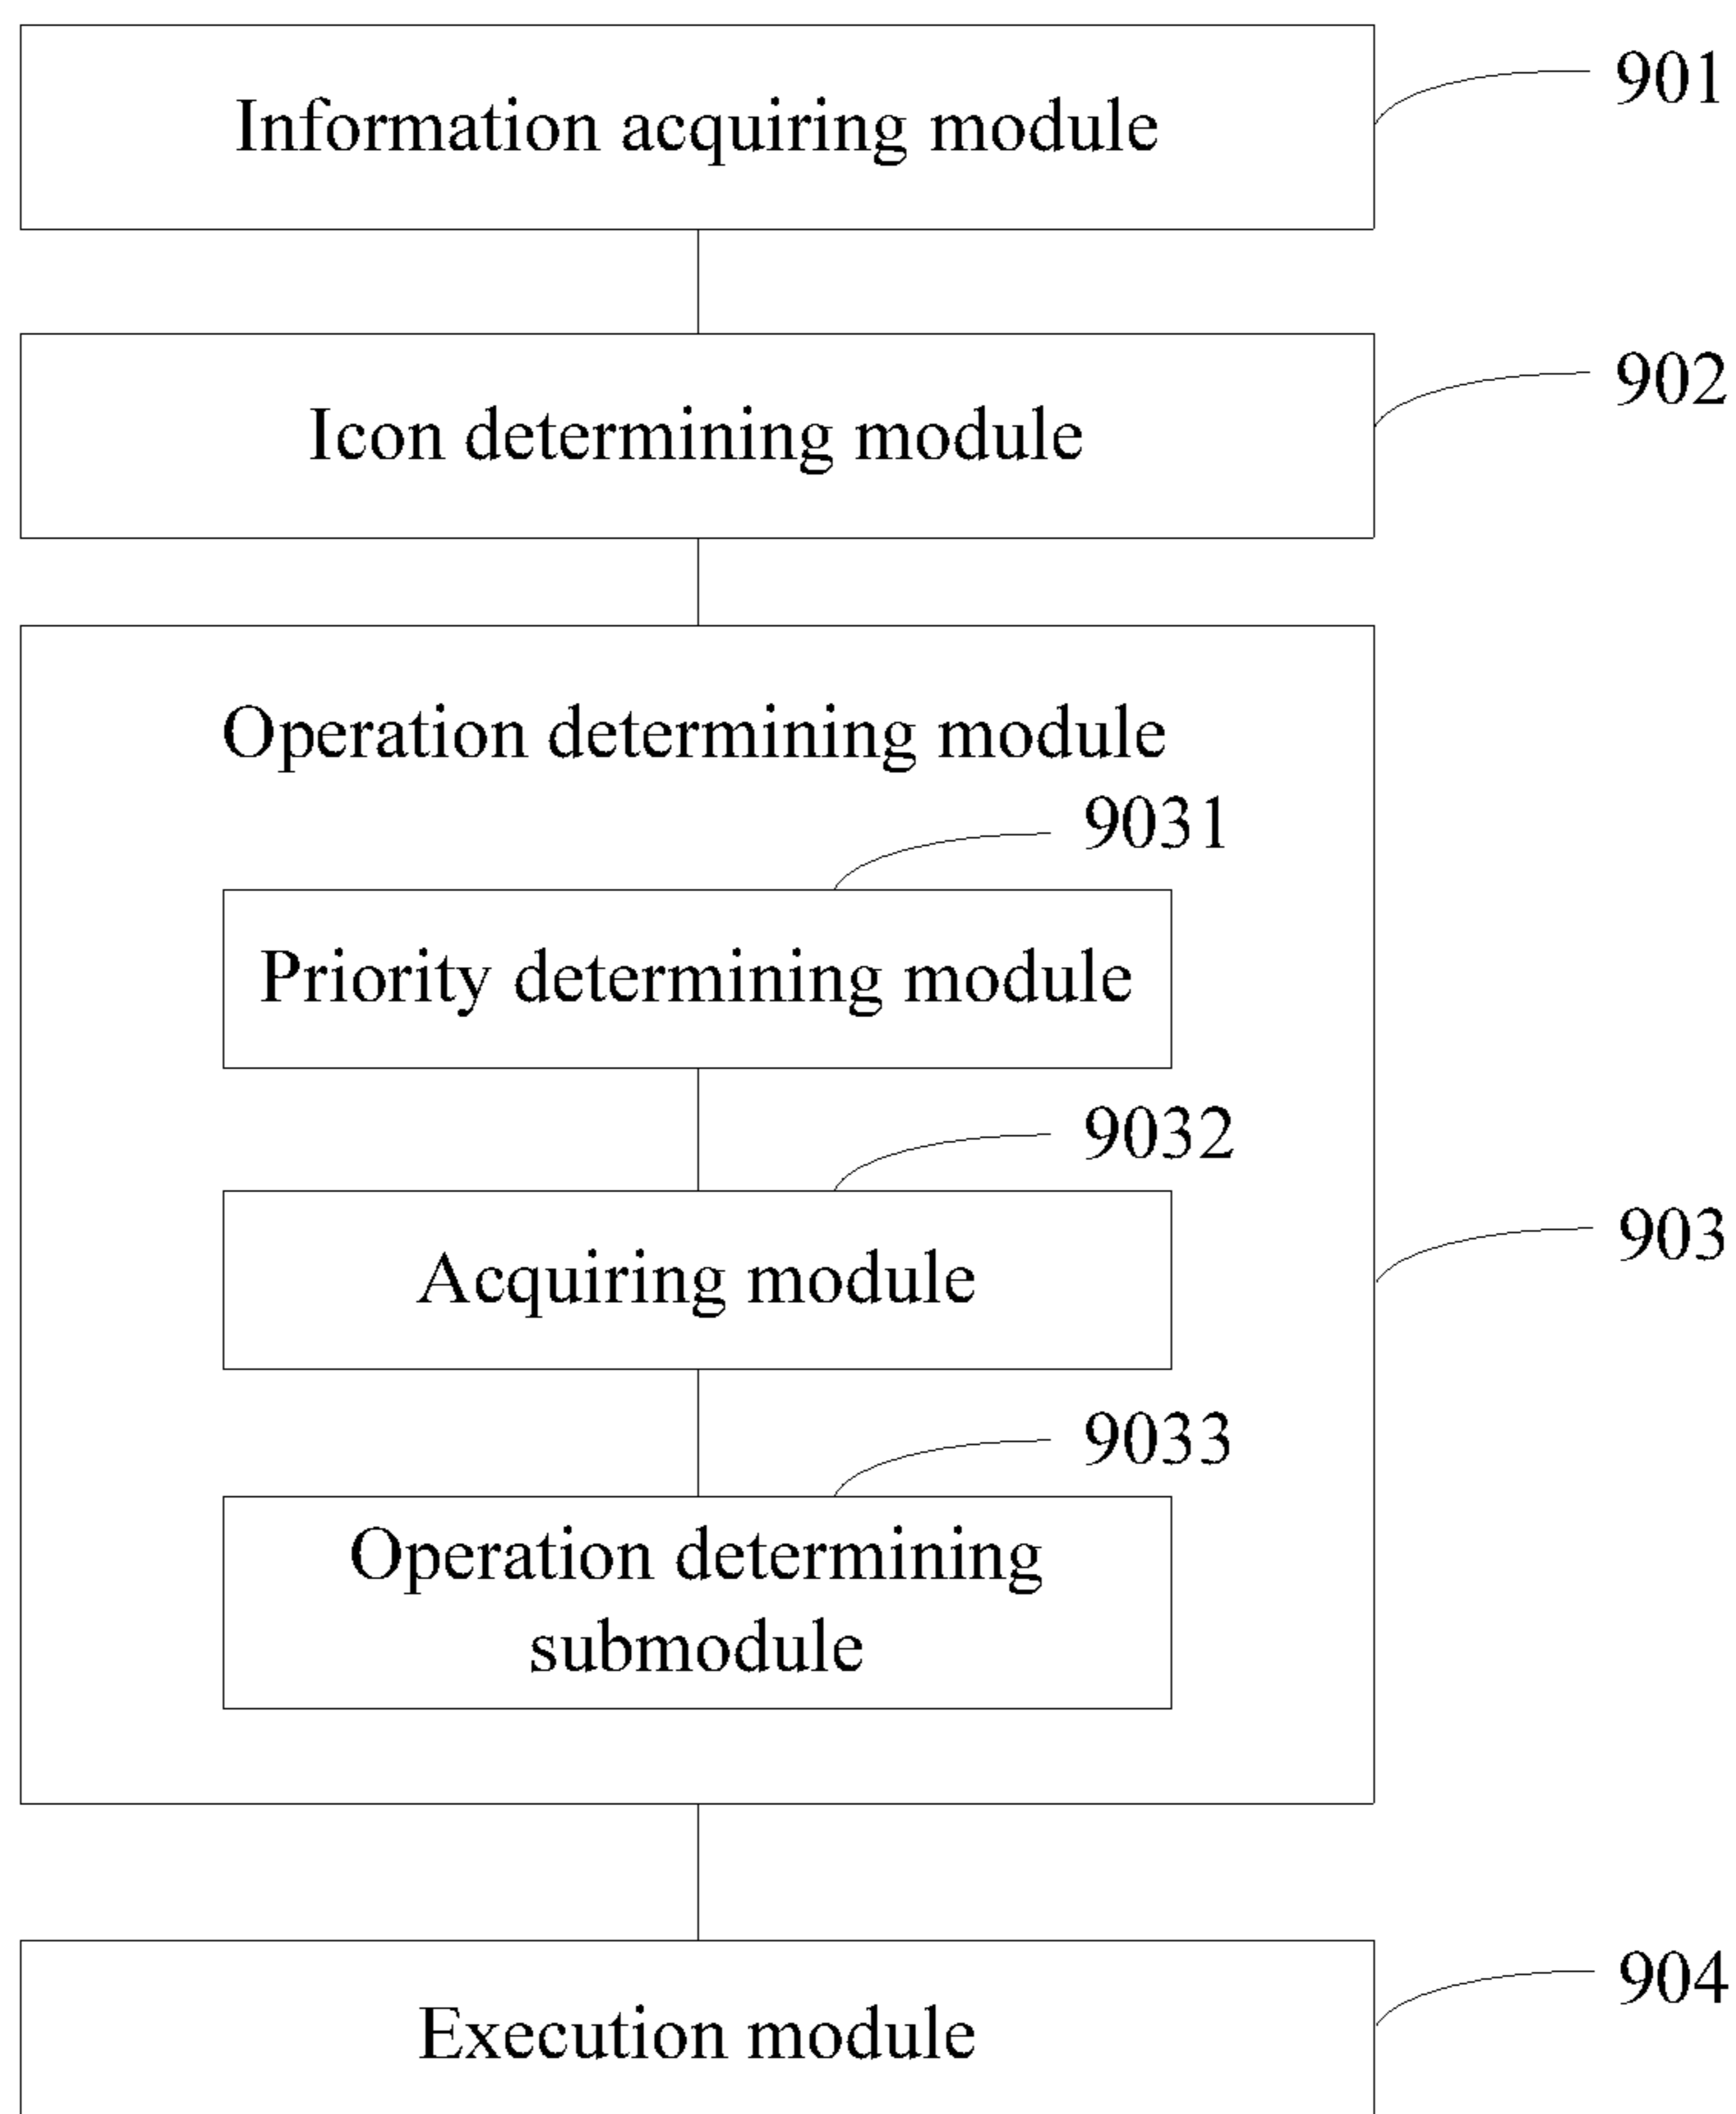 Information acquiring module
901
Icon determining module
902
Operation determining module
9031
Priority determining module
9032
Acquiring module
903
9033
Operation determining
submodule
Execution module
904